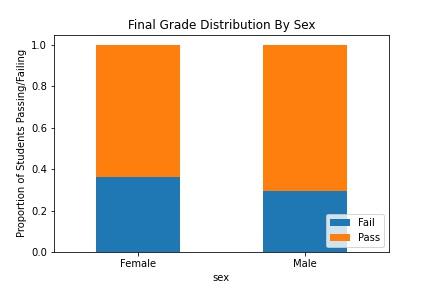 Final Grade Distribution By Sex
Proportion of Students Passing/Failing
1.0
0.8
0.6
0.4
0.2
0.0
Fail
Pass
Female
Male
sex